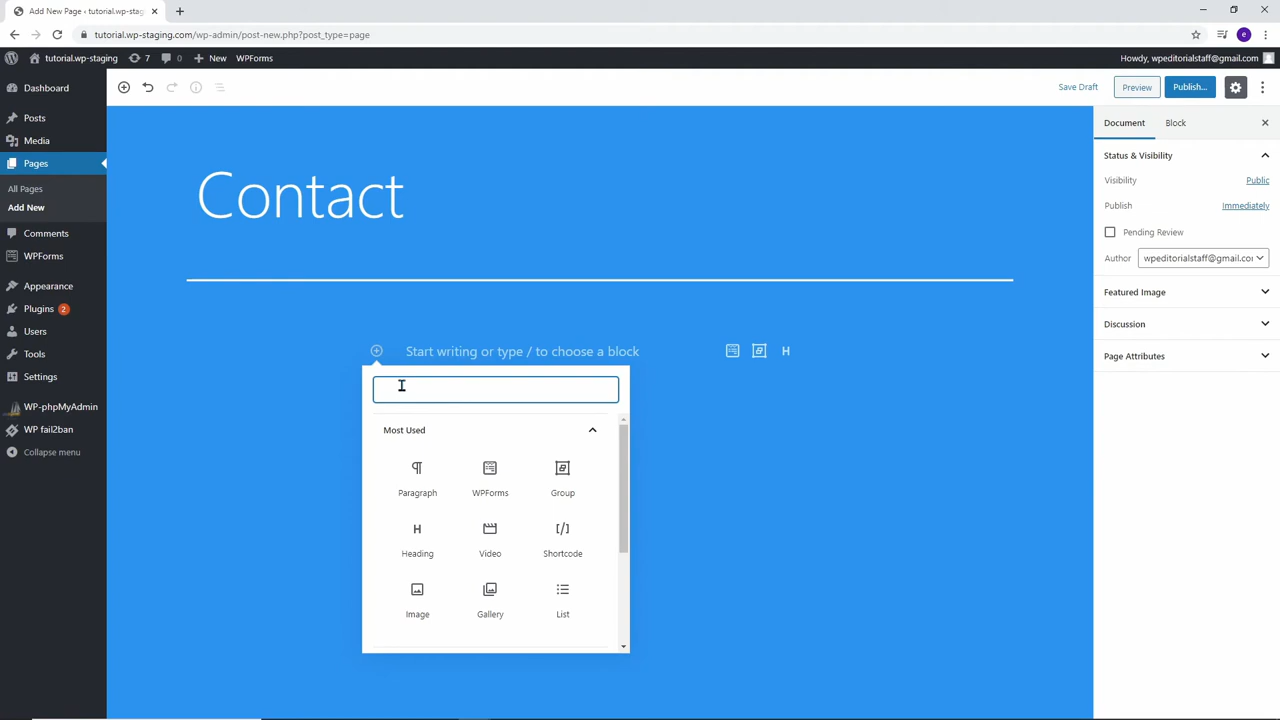 Add New Page ‹ tutorial.wp-stag
tutorial.wp-staging.com/wp-admin/post-new.php?post_type=page
e
tutorial.wp-staging
7
0
New
WPForms
Howdy, wpeditorialstaff@gmail.com
Dashboard
Posts
Media
Pages
All Pages
Add New
Comments
WPForms
Appearance
Plugins 2
Users
Tools
Settings
WP-phpMyAdmin
WP fail2ban
Collapse menu
Save Draft
Preview
Publish...
Contact
Start writing or type / to choose a block
H
Most Used
Paragraph
WPForms
Group
H
Heading
Video
[/]
Shortcode
Image
Gallery
List
Document
Block
Status & Visibility
Visibility
Public
Publish
Immediately
Pending Review
Author
wpeditorialstaff@gmail.co
Featured Image
Discussion
Page Attributes